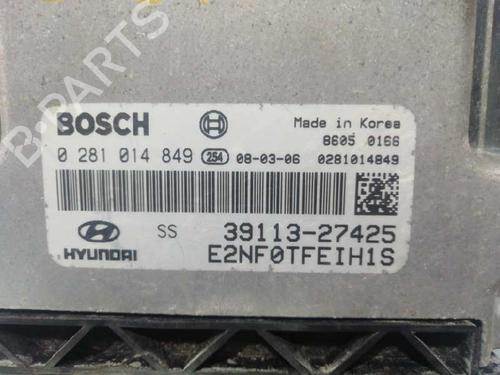 B-PARTS
BOSCH
Made in Korea
8605 0166
0 281 014 849 254 08-03-06 0281014849
SS 39113-27425
HYUNDAI E2NF0TFEIH1S